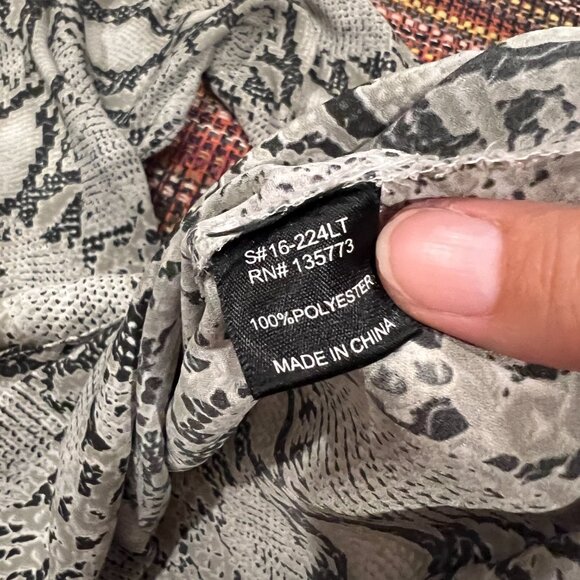 S#16-224LT
RN# 135773
100%POLYESTER
MADE IN CHINA